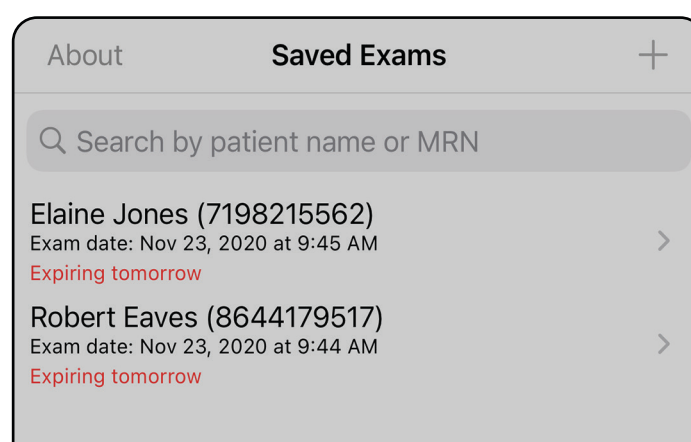 About Saved Exams
Search by patient name or MRN
Elaine Jones (7198215562)
Exam date: Nov 23, 2020 at 9:45 AM
Expiring tomorrow
Robert Eaves (8644179517)
Exam date: Nov 23, 2020 at 9:44 AM
Expiring tomorrow